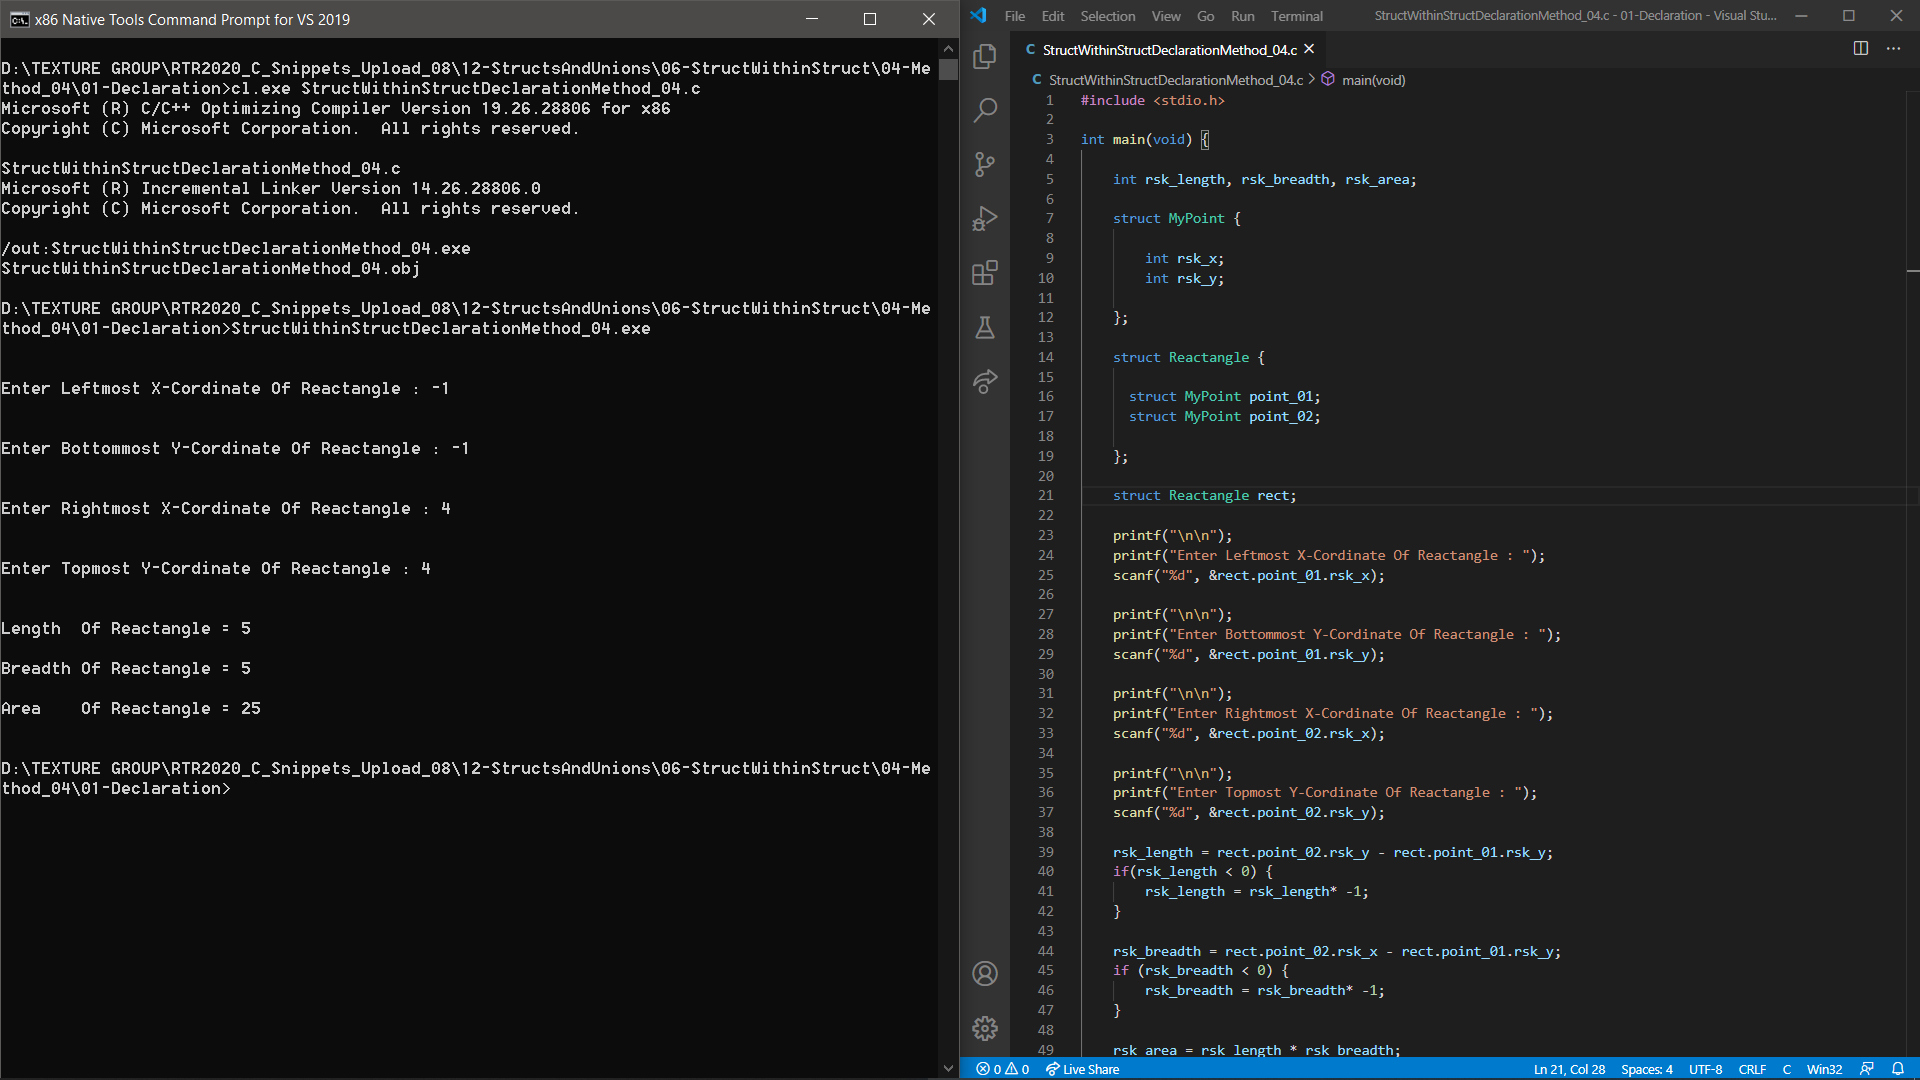 x86 Native Tools Command Prompt for VS 2019
D:\TEXTURE GROUP\RTR2020_C_Snippets_Upload_08\12-StructsAndUnions\06-StructWithinStruct\04-Me
thod_04\01-Declaration>cl.exe StructWithinStructDeclarationMethod_04.c
Microsoft (R) C/C++ Optimizing Compiler Version 19.26.28806 for x86
Copyright (C) Microsoft Corporation.  All rights reserved.
StructWithinStructDeclarationMethod_04.c
Microsoft (R) Incremental Linker Version 14.26.28806.0
Copyright (C) Microsoft Corporation.  All rights reserved.
/out:StructWithinStructDeclarationMethod_04.exe
StructWithinStructDeclarationMethod_04.obj
D:\TEXTURE GROUP\RTR2020_C_Snippets_Upload_08\12-StructsAndUnions\06-StructWithinStruct\04-Me
thod_04\01-Declaration>StructWithinStructDeclarationMethod_04.exe
Enter Leftmost X-Cordinate Of Reactangle : -1
Enter Bottommost Y-Cordinate Of Reactangle : -1
Enter Rightmost X-Cordinate Of Reactangle : 4
Enter Topmost Y-Cordinate Of Reactangle : 4
Length  Of Reactangle = 5
Breadth Of Reactangle = 5
Area    Of Reactangle = 25
D:\TEXTURE GROUP\RTR2020_C_Snippets_Upload_08\12-StructsAndUnions\06-StructWithinStruct\04-Me
thod_04\01-Declaration>
File Edit Selection View Go Run Terminal StructWithinStructDeclarationMethod_04.c - 01-Declaration - Visual Stu...
C StructWithinStructDeclarationMethod_04.c
C StructWithinStructDeclarationMethod_04.c > main(void)
1 #include <stdio.h>
2
3 int main(void) {
4
5 int rsk_length, rsk_breadth, rsk_area;
6
7 struct MyPoint {
8
9 int rsk_x;
10 int rsk_y;
11
12 };
13
14 struct Reactangle {
15
16 struct MyPoint point_01;
17 struct MyPoint point_02;
18
19 };
20
21 struct Reactangle rect;
22
23 printf("\n\n");
24 printf("Enter Leftmost X-Cordinate Of Reactangle : ");
25 scanf("%d", &rect.point_01.rsk_x);
26
27 printf("\n\n");
28 printf("Enter Bottommost Y-Cordinate Of Reactangle : ");
29 scanf("%d", &rect.point_01.rsk_y);
30
31 printf("\n\n");
32 printf("Enter Rightmost X-Cordinate Of Reactangle : ");
33 scanf("%d", &rect.point_02.rsk_x);
34
35 printf("\n\n");
36 printf("Enter Topmost Y-Cordinate Of Reactangle : ");
37 scanf("%d", &rect.point_02.rsk_y);
38
39 rsk_length = rect.point_02.rsk_y - rect.point_01.rsk_y;
40 if(rsk_length < 0) {
41 rsk_length = rsk_length* -1;
42 }
43
44 rsk_breadth = rect.point_02.rsk_x - rect.point_01.rsk_y;
45 if (rsk_breadth < 0) {
46 rsk_breadth = rsk_breadth* -1;
47 }
48
49 rsk_area = rsk_length * rsk_breadth;
0 0 Live Share Ln 21, Col 28 Spaces: 4 UTF-8 CRLF C Win32